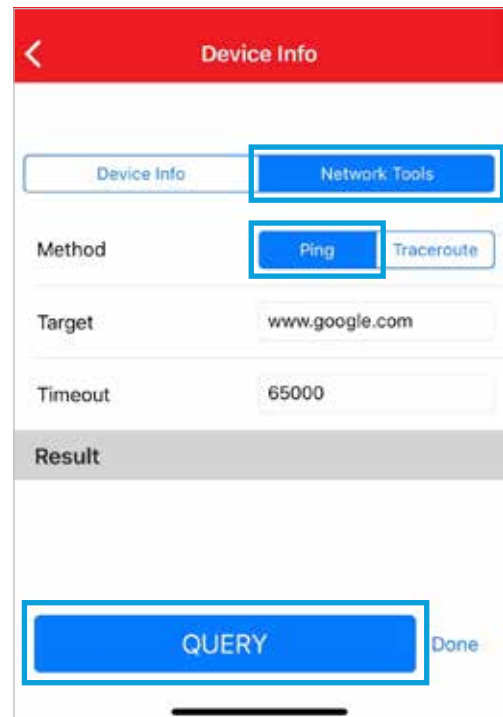 Device Info
Device Info Network Tools
Method Ping Traceroute
Target www.google.com
Timeout 65000
Result
QUERY Done